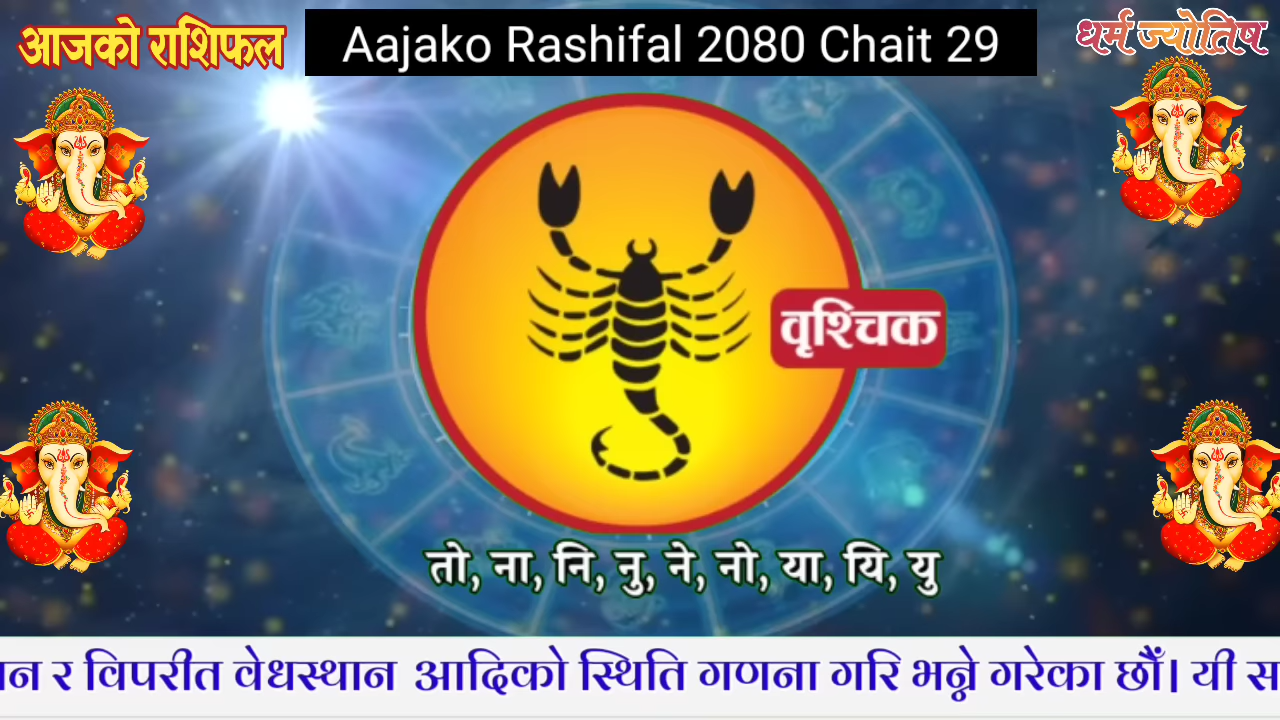 आजको राशिफल
Aajako Rashifal 2080 Chait 29
धर्म ज्योतिष
वृश्चिक
तो, ना, नि, नु, ने, नो, या, यि, यु
र विपरीत वेधस्थान आदिको स्थिति गणना गरि भन्ने गरेका छौं। यी